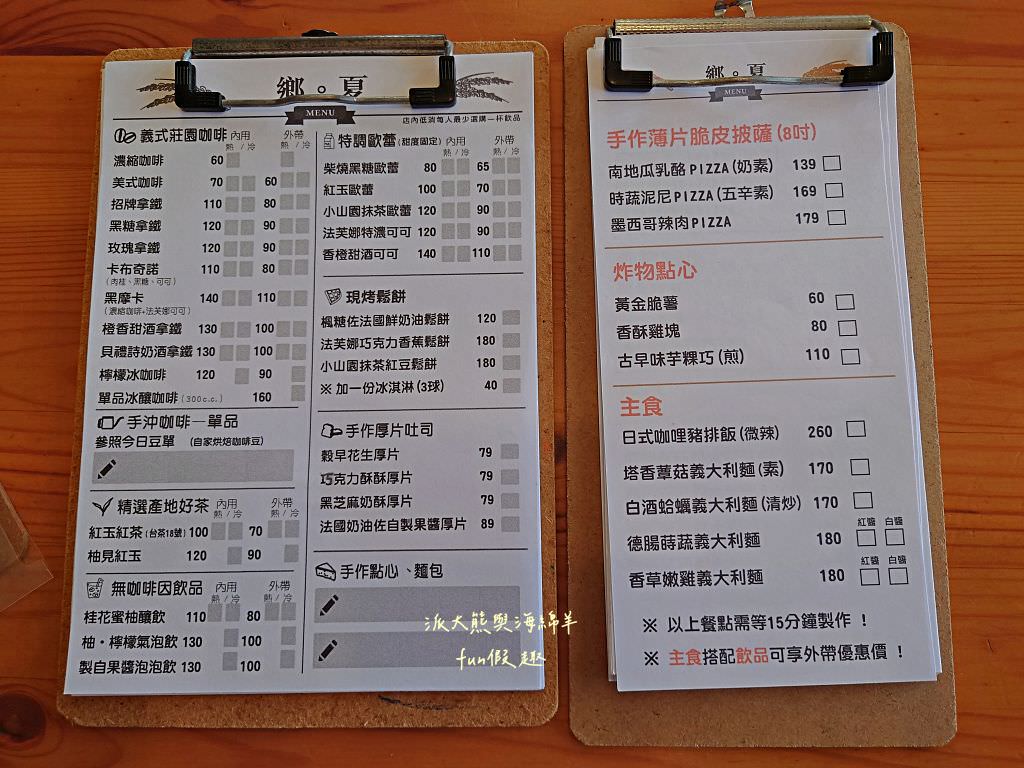 鄉。夏
MENU
店內低消每人最少選購一杯飲品
義式莊園咖啡 內用 外帶
熱 / 冷 熱 / 冷
濃縮咖啡 60
美式咖啡 70 60
招牌拿鐵 110 80
黑糖拿鐵 120 90
玫瑰拿鐵 120 90
卡布奇諾 110 80
(肉桂、黑糖、可可)
黑摩卡 140 110
(濃縮咖啡+法芙娜可可)
橙香甜酒拿鐵 130 100
貝禮詩奶酒拿鐵 130 100
檸檬冰咖啡 120 90
單品冰釀咖啡 (300c.c.) 160
手沖咖啡—單品
參照今日豆單 (自家烘焙咖啡豆)
精選產地好茶 內用 外帶
熱 / 冷 熱 / 冷
紅玉紅茶 (台茶18號) 100 70
柚見紅玉 120 90
無咖啡因飲品 內用 外帶
熱 / 冷 熱 / 冷
桂花蜜柚釀飲 110 80
柚·檸檬氣泡飲 130 100
製自果醬泡泡飲 130 100
特調歐蕾 (甜度固定) 內用 外帶
熱 / 冷 熱 / 冷
柴燒黑糖歐蕾 80 65
紅玉歐蕾 100 70
小山園抹茶歐蕾 120 90
法芙娜特濃可可 120 90
香橙甜酒可可 140 110
現烤鬆餅
楓糖佐法國鮮奶油鬆餅 120
法芙娜巧克力香蕉鬆餅 180
小山園抹茶紅豆鬆餅 180
※ 加一份冰淇淋 (3球) 40
手作厚片吐司
穀早花生厚片 79
巧克力酥酥厚片 79
黑芝麻奶酥厚片 79
法國奶油佐自製果醬厚片 89
手作點心、麵包
派大熊與海綿羊
fun假趣
鄉。夏
MENU
手作薄片脆皮披薩 (8吋)
南地瓜乳酪PIZZA (奶素) 139
時蔬泥尼PIZZA (五辛素) 169
墨西哥辣肉PIZZA 179
炸物點心
黃金脆薯 60
香酥雞塊 80
古早味芋粿巧 (煎) 110
主食
日式咖哩豬排飯 (微辣) 260
塔香蕈菇義大利麵 (素) 170
白酒蛤蠣義大利麵 (清炒) 170
紅醬 白醬
德腸蒔蔬義大利麵 180
紅醬 白醬
香草嫩雞義大利麵 180
※ 以上餐點需等15分鐘製作 !
※ 主食搭配飲品可享外帶優惠價 !